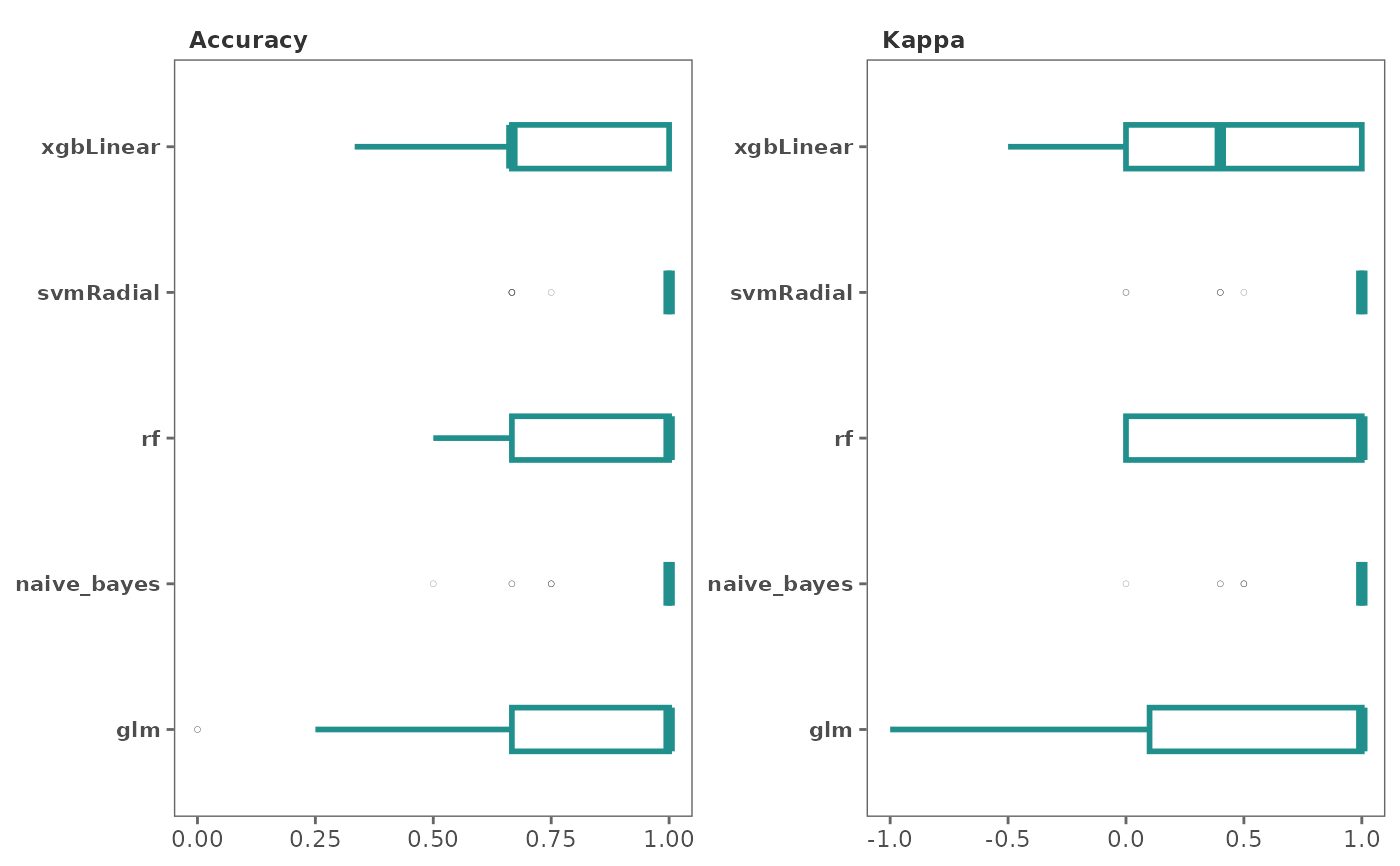 Accuracy
xgbLinear
svmRadial
rf
naive_bayes
glm
0.00 0.25 0.50 0.75 1.00
Kappa
xgbLinear
svmRadial
rf
naive_bayes
glm
-1.0 -0.5 0.0 0.5 1.0